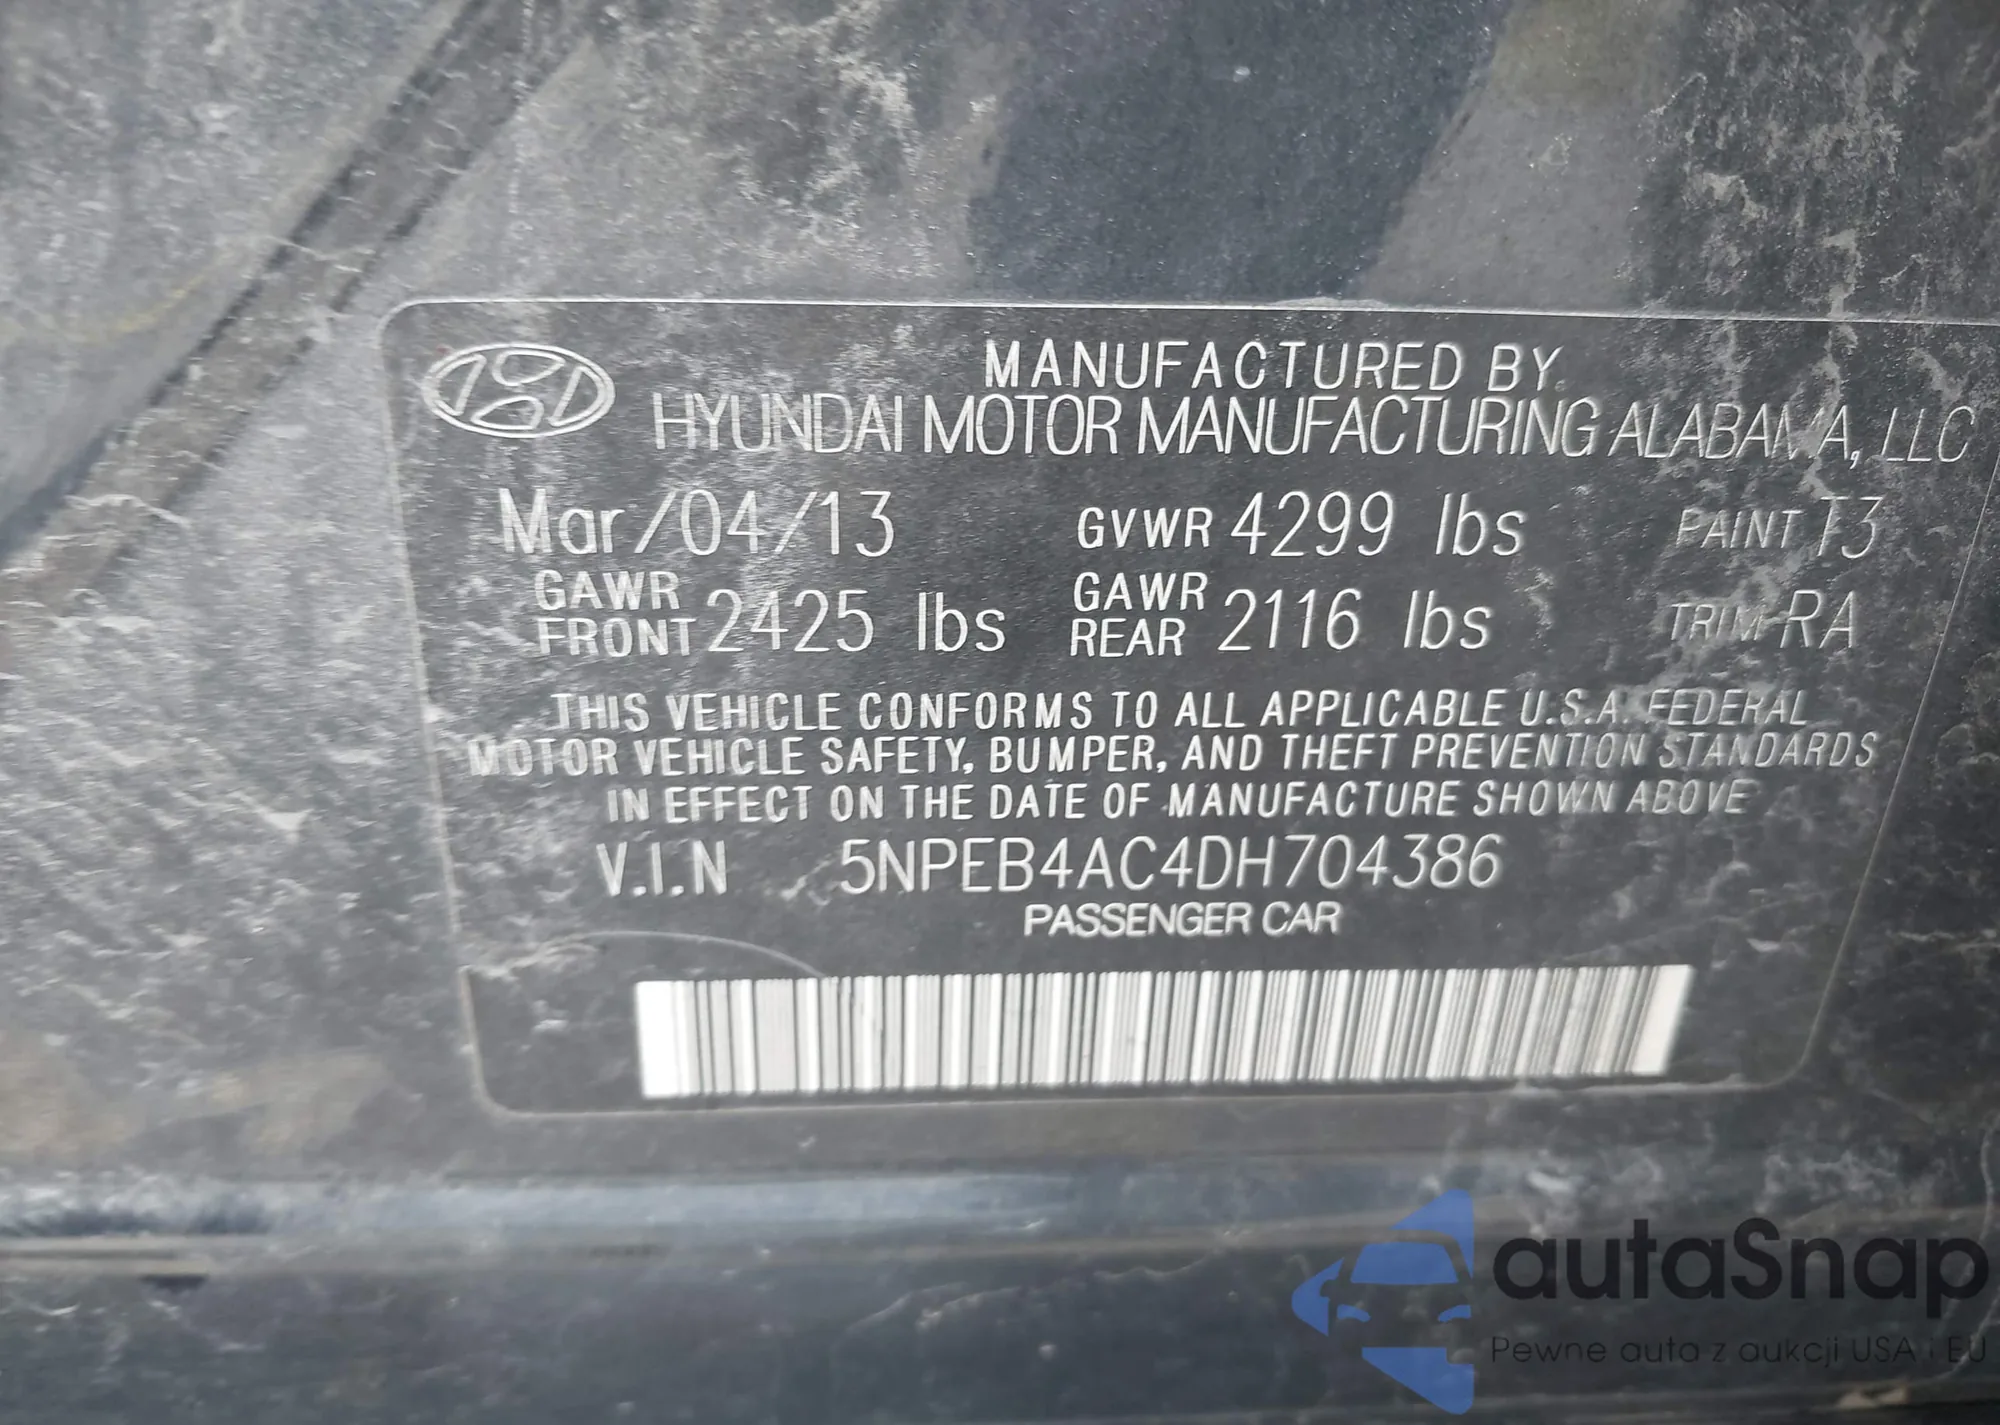 MANUFACTURED BY
HYUNDAI MOTOR MANUFACTURING ALABAMA, LLC
Mar/04/13 GVWR 4299 lbs PAINT T3
GAWR FRONT 2425 lbs GAWR REAR 2116 lbs TRIM RA
THIS VEHICLE CONFORMS TO ALL APPLICABLE U.S.A. FEDERAL
MOTOR VEHICLE SAFETY, BUMPER, AND THEFT PREVENTION STANDARDS
IN EFFECT ON THE DATE OF MANUFACTURE SHOWN ABOVE
V.I.N 5NPEB4AC4DH704386
PASSENGER CAR
autaSnap
Pewne auta z aukcji USA i EU